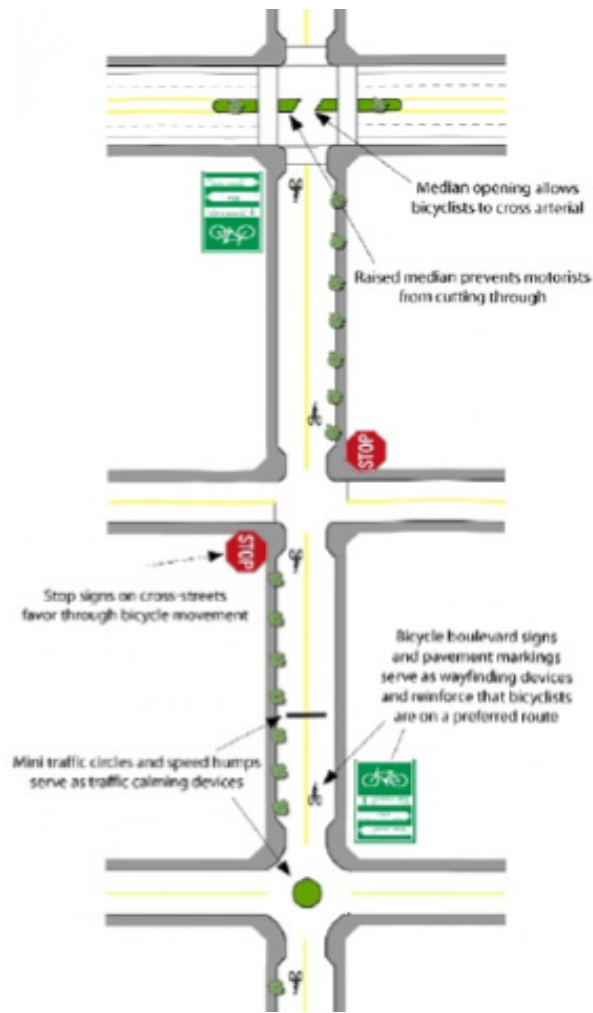 Median opening allows
bicyclists to cross arterial
Raised median prevents motorists
from cutting through
STOP
STOP
Stop signs on cross-streets
favor through bicycle movement
Bicycle boulevard signs
and pavement markings
serve as wayfinding devices
and reinforce that bicyclists
are on a preferred route
Mini traffic circles and speed humps
serve as traffic calming devices